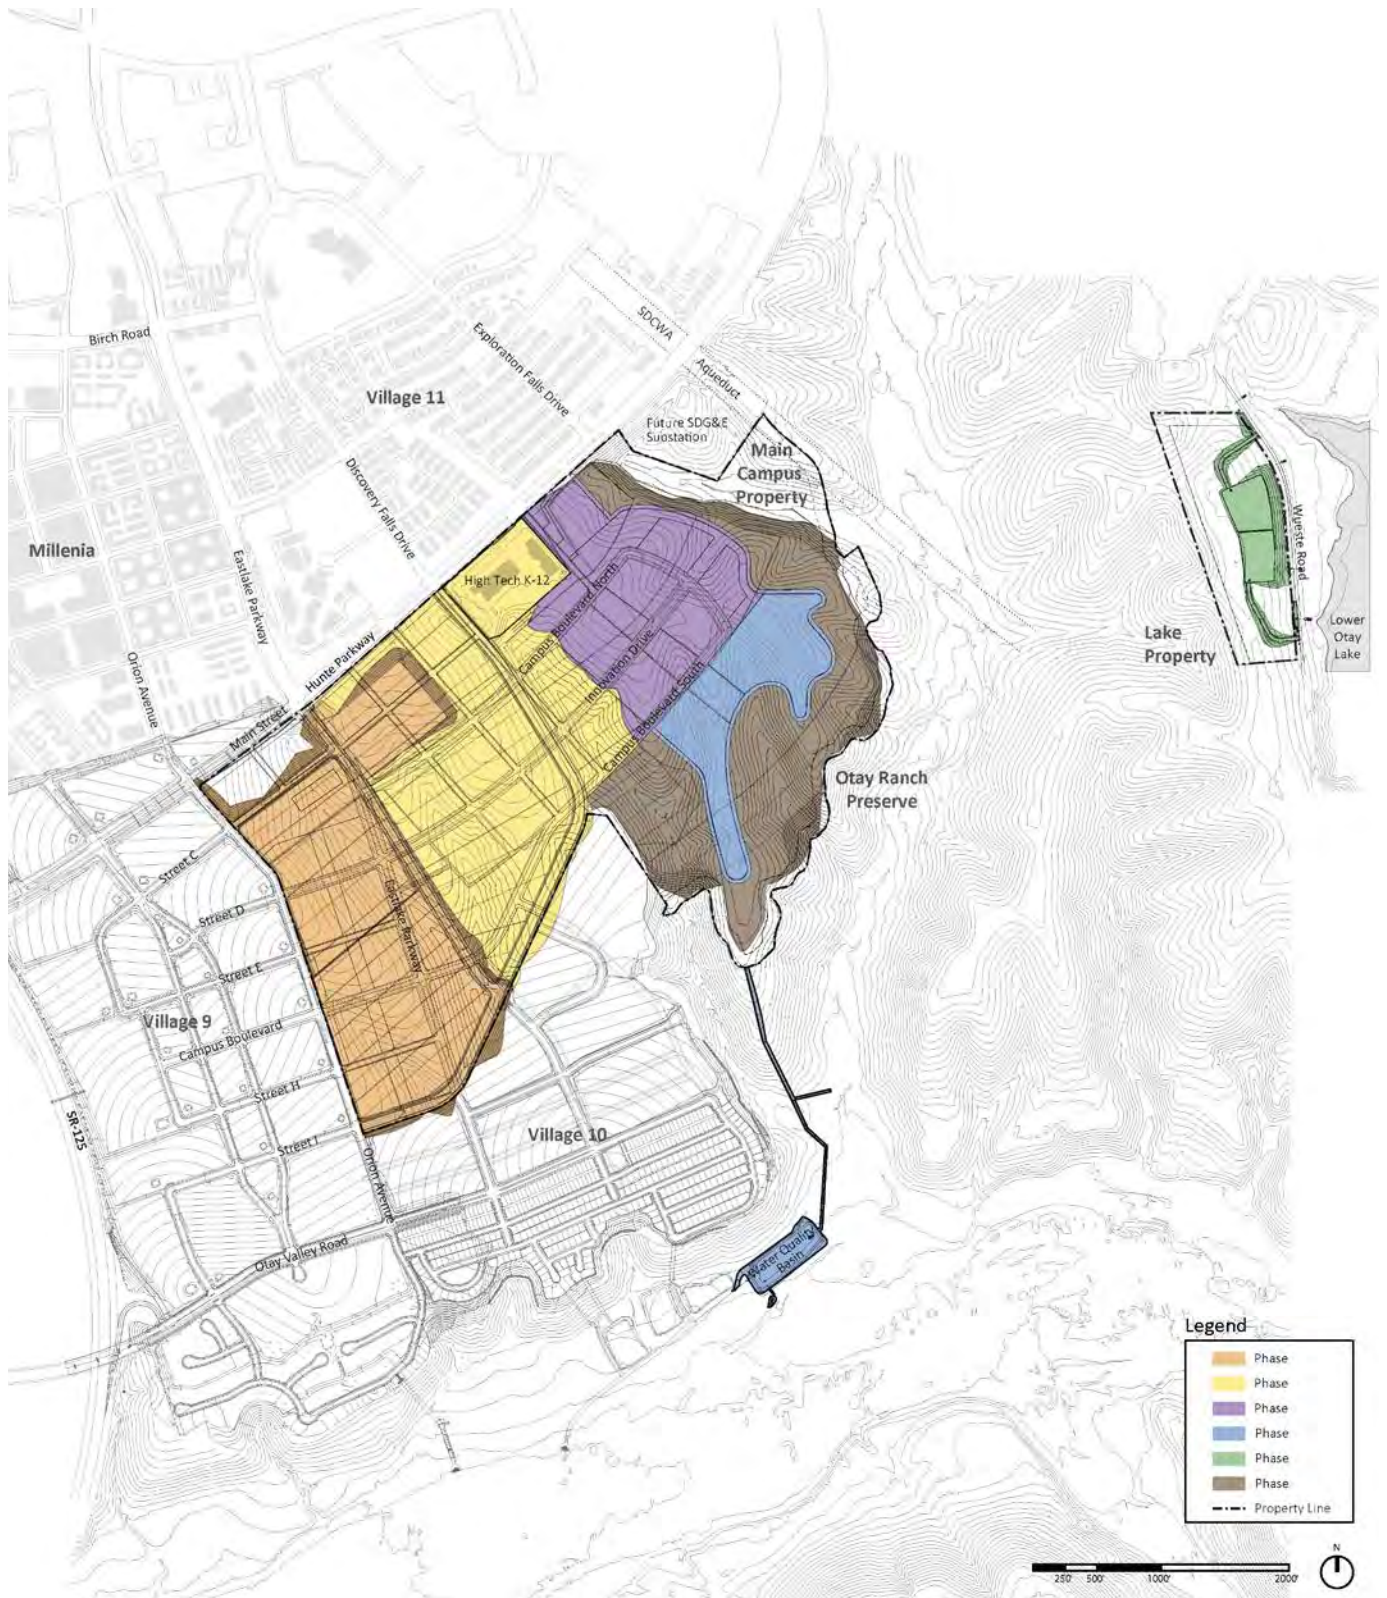 Birch Road
Village 11
Exploration Falls Drive
SDCWA
Aqueduct
Future SDG&E
Substation
Main
Campus
Property
Discovery Falls Drive
Millenia
Eastlake Parkway
High Tech K-12
Wueste Road
Lower
Otay
Lake
Lake
Property
Orion Avenue
Hunte Parkway
Main Street
Campus Boulevard North
Innovation Drive
Campus Boulevard South
Otay Ranch
Preserve
Street C
Street D
Street E
Eastlake Parkway
Village 9
Campus Boulevard
Street H
Street I
SR-125
Orion Avenue
Village 10
Otay Valley Road
Water Quality
Basin
Legend
Phase
Phase
Phase
Phase
Phase
Phase
Property Line
N
250' 500' 1000' 2000'